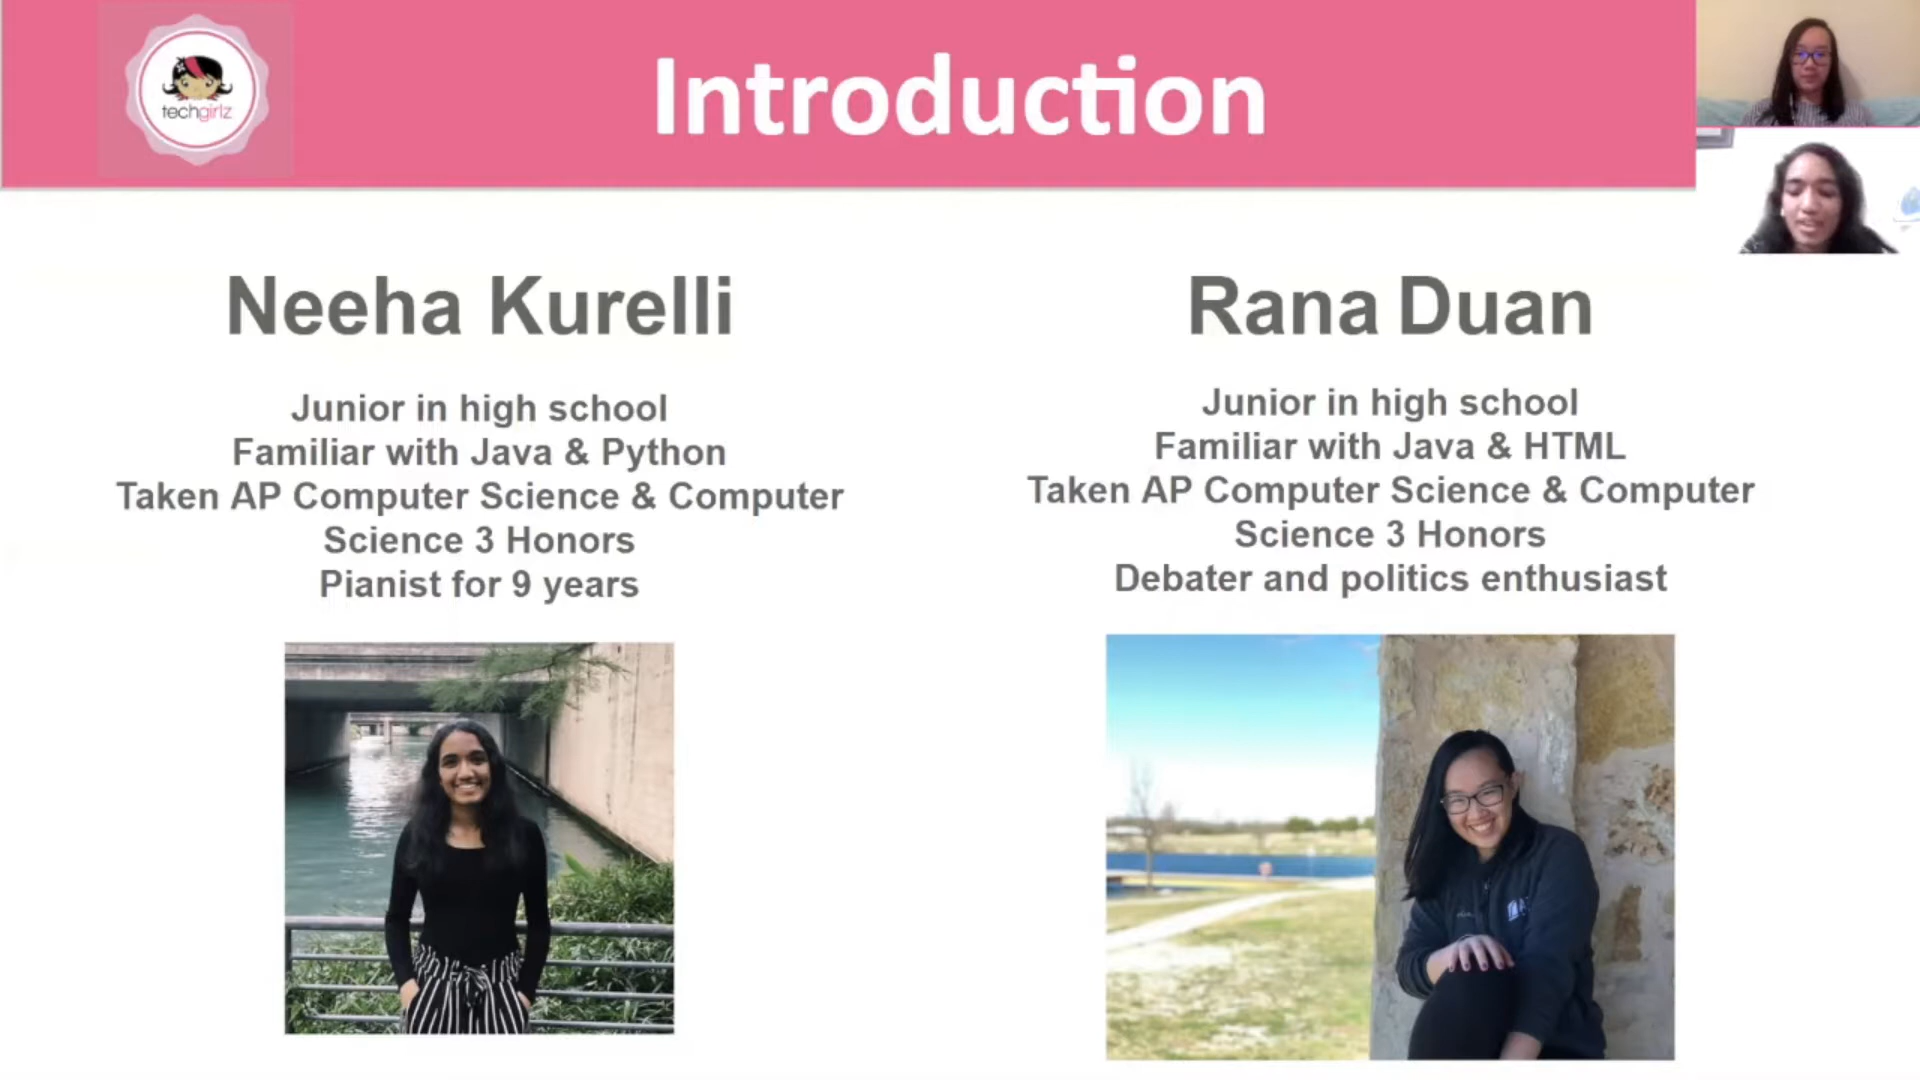 techgirlz
Introduction
Neeha Kurelli
Junior in high school
Familiar with Java & Python
Taken AP Computer Science & Computer
Science 3 Honors
Pianist for 9 years
Rana Duan
Junior in high school
Familiar with Java & HTML
Taken AP Computer Science & Computer
Science 3 Honors
Debater and politics enthusiast